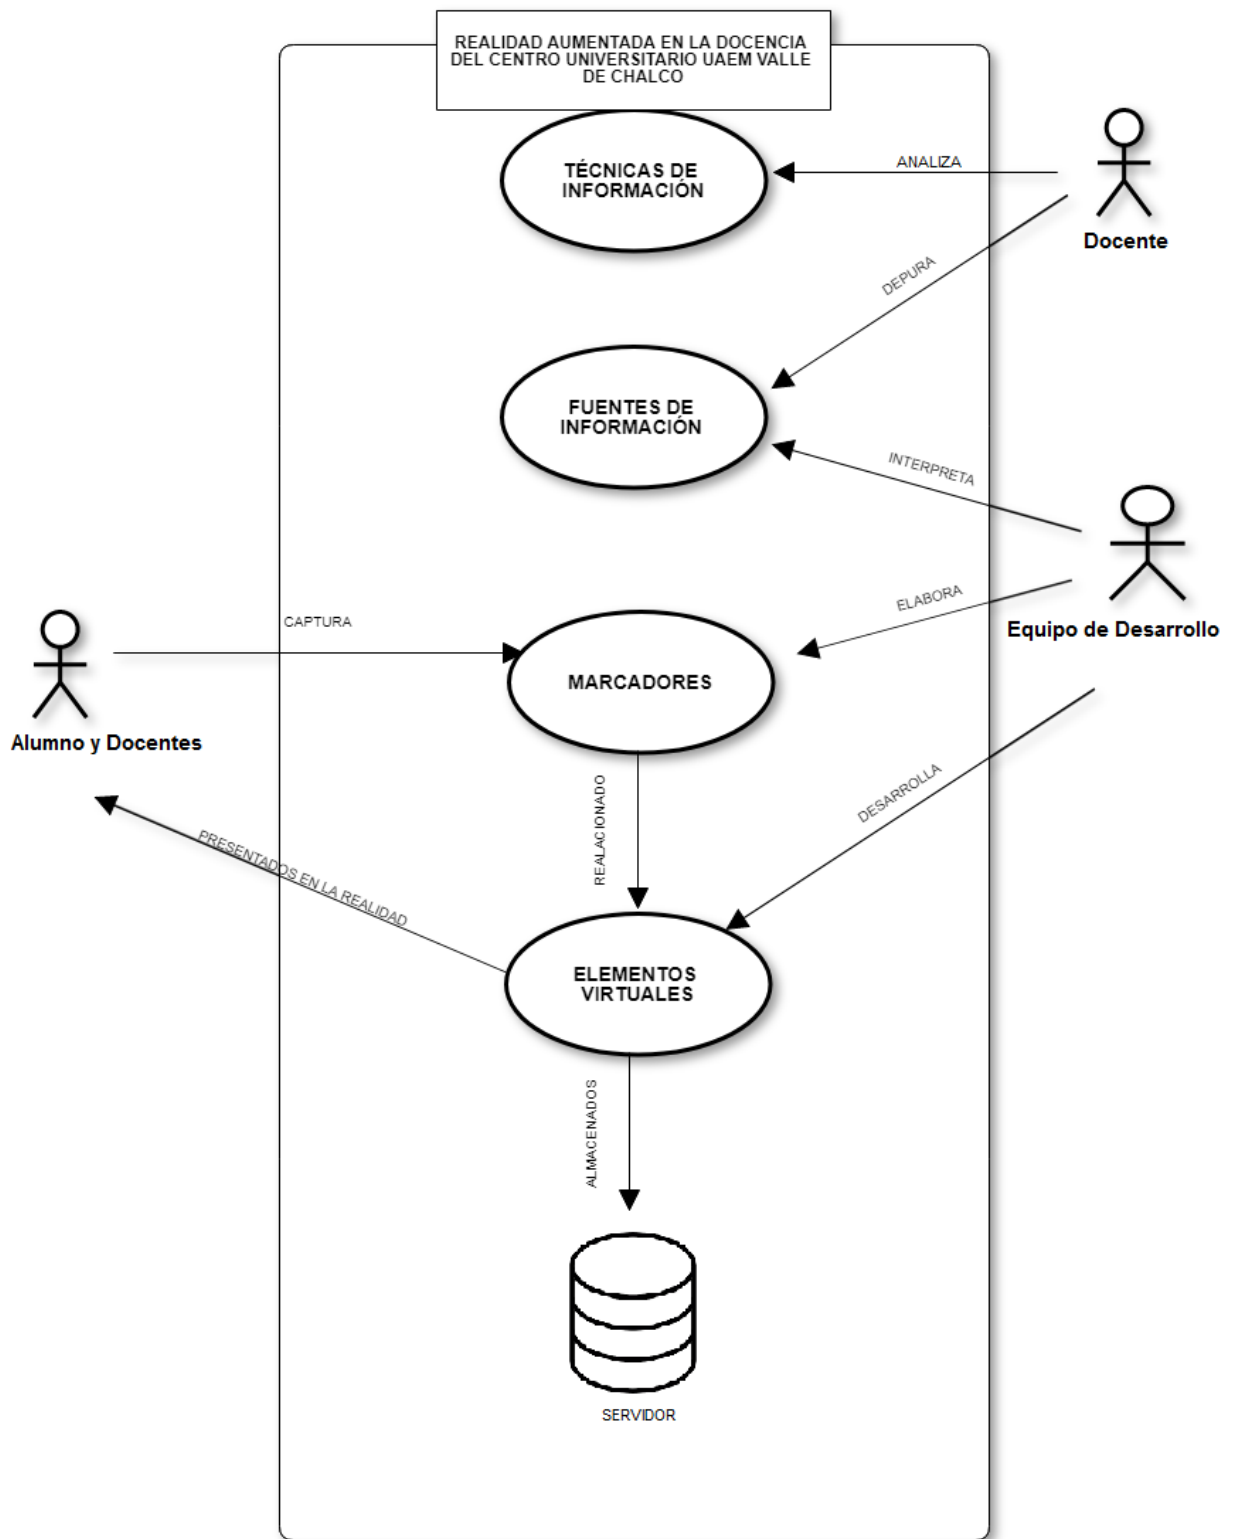 REALIDAD AUMENTADA EN LA DOCENCIA
DEL CENTRO UNIVERSITARIO UAEM VALLE
DE CHALCO
TÉCNICAS DE
INFORMACIÓN
ANALIZA
Docente
DEPURA
FUENTES DE
INFORMACIÓN
INTERPRETA
ELABORA
Equipo de Desarrollo
CAPTURA
MARCADORES
Alumno y Docentes
REALACIONADO
DESARROLLA
PRESENTADOS EN LA REALIDAD
ELEMENTOS
VIRTUALES
ALMACENADOS
SERVIDOR